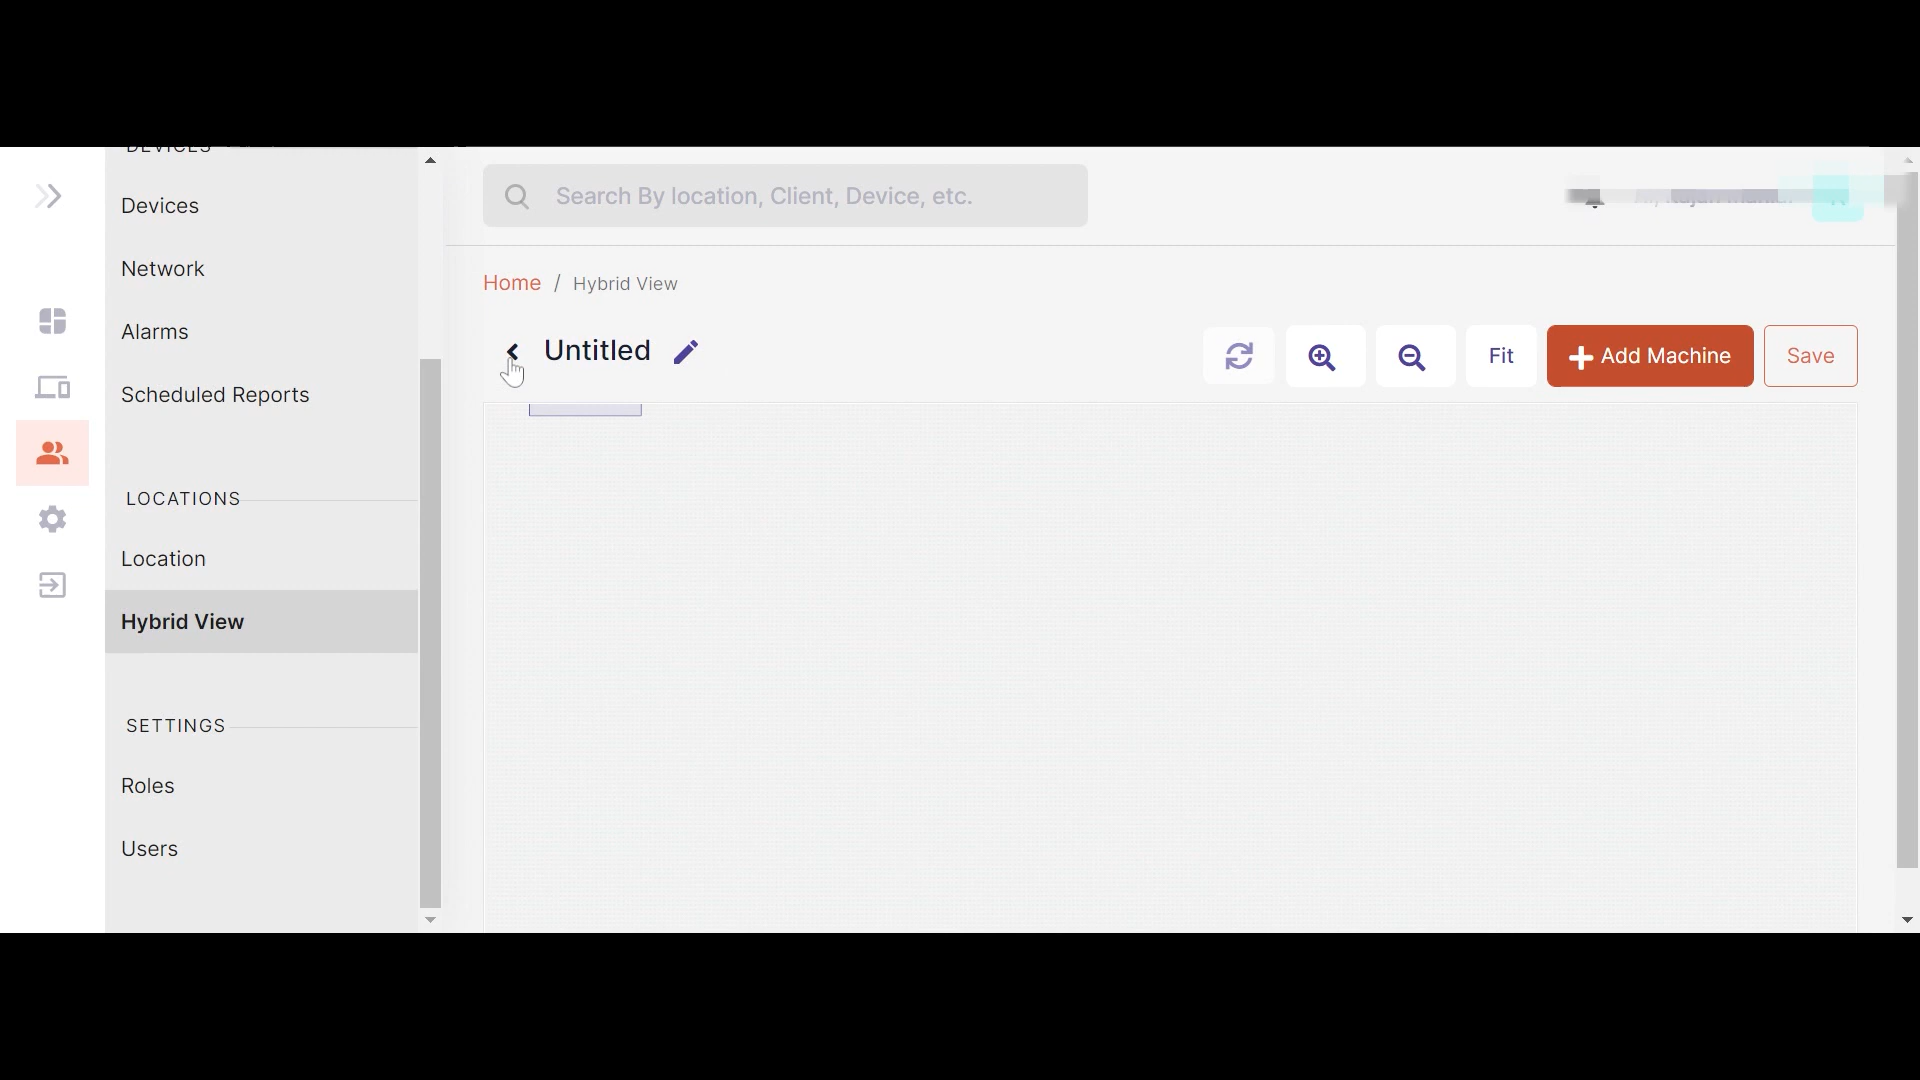 DEVICES
Devices
Network
Alarms
Scheduled Reports
LOCATIONS
Location
Hybrid View
SETTINGS
Roles
Users
Search By location, Client, Device, etc.
Home / Hybrid View
Untitled
Fit
Add Machine
Save